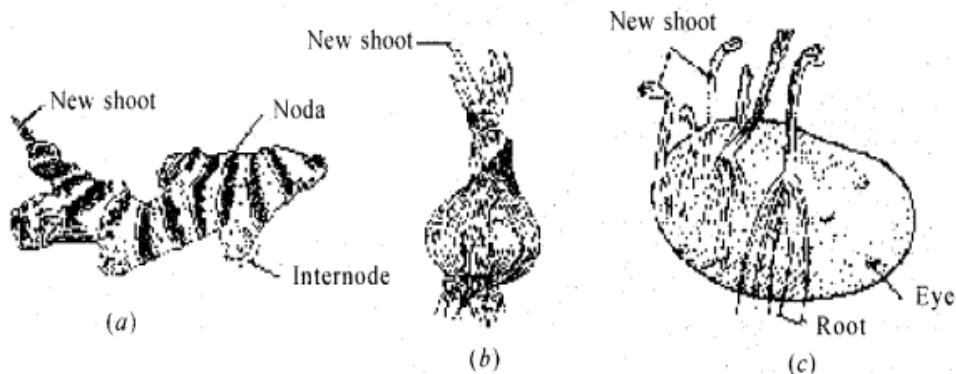 New shoot
Noda
Internode
(a)
New shoot
(b)
New shoot
Eye
Root
(c)